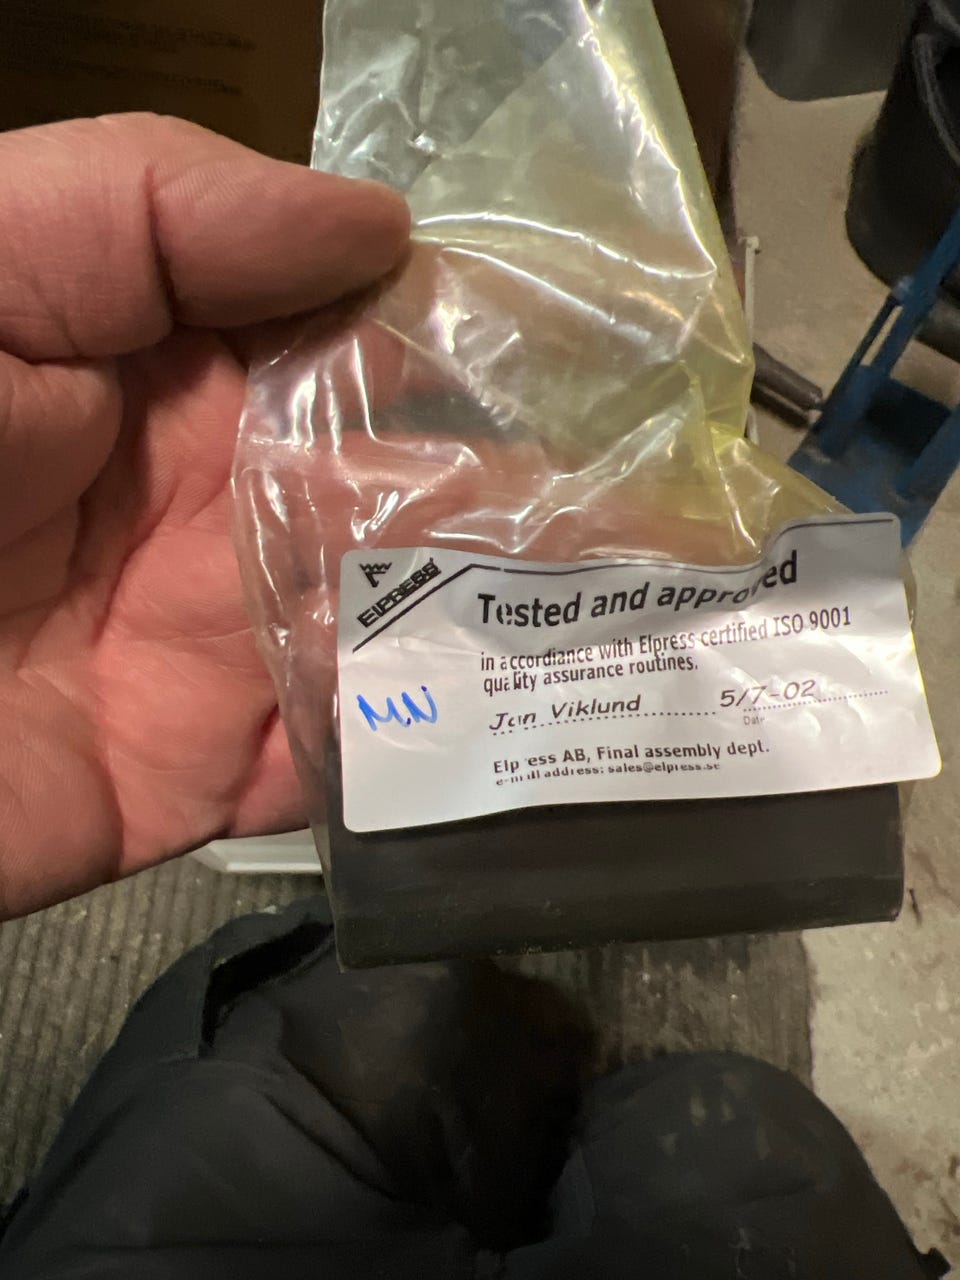 ELPRESS
Tested and approved
in accordance with Elpress certified ISO 9001
quality assurance routines.
M.N
Jan Viklund 5/7-02
Date
Elpress AB, Final assembly dept.
e-mail address: sales@elpress.se